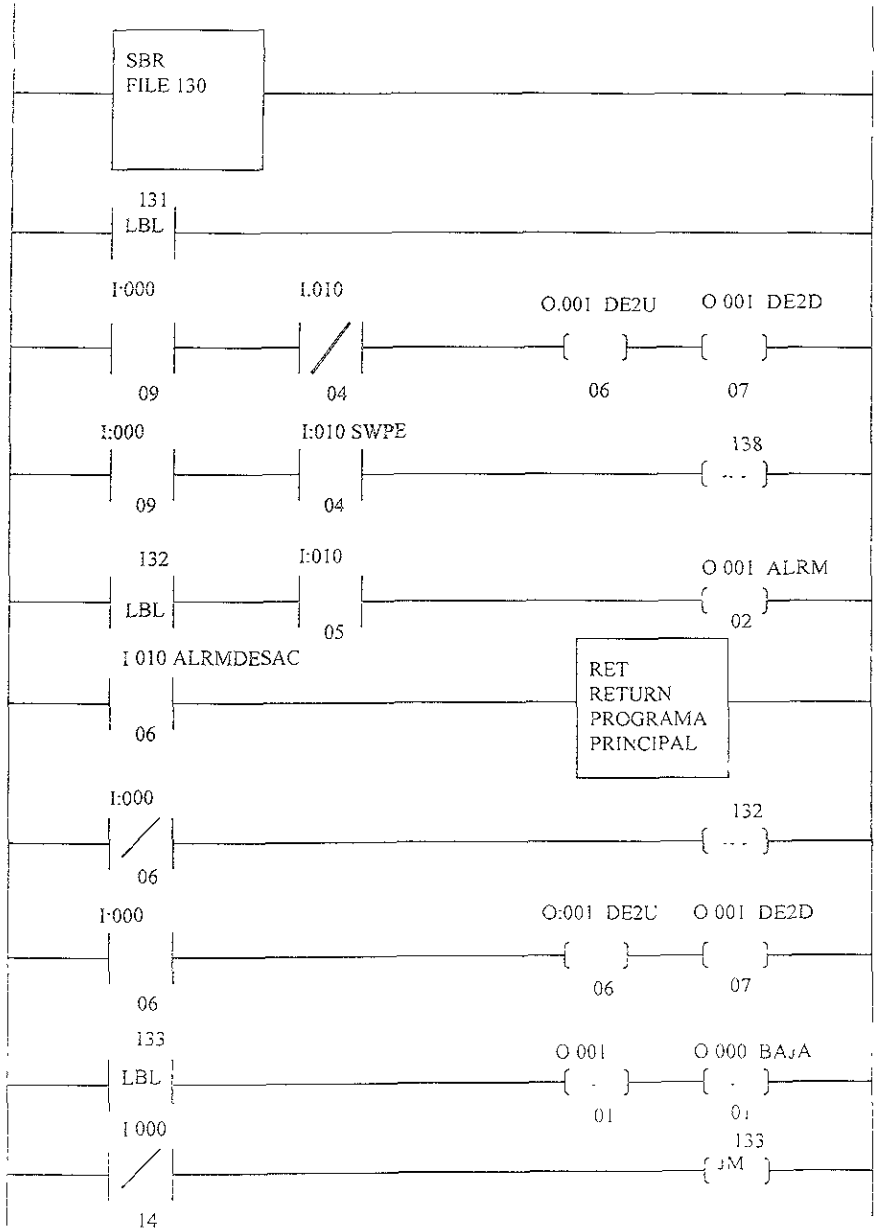 SBR
FILE 130
131
LBL
I:000 I.010 O.001 DE2U O 001 DE2D
09 04 06 07
I:000 I:010 SWPE 138
09 04
132 I:010 O 001 ALRM
LBL 05 02
I 010 ALRMDESAC
06
RET
RETURN
PROGRAMA
PRINCIPAL
I:000 132
06
I:000 O:001 DE2U O 001 DE2D
06 06 07
133 O 001 O 000 BAJA
LBL
01 01
I 000 133
JM
14